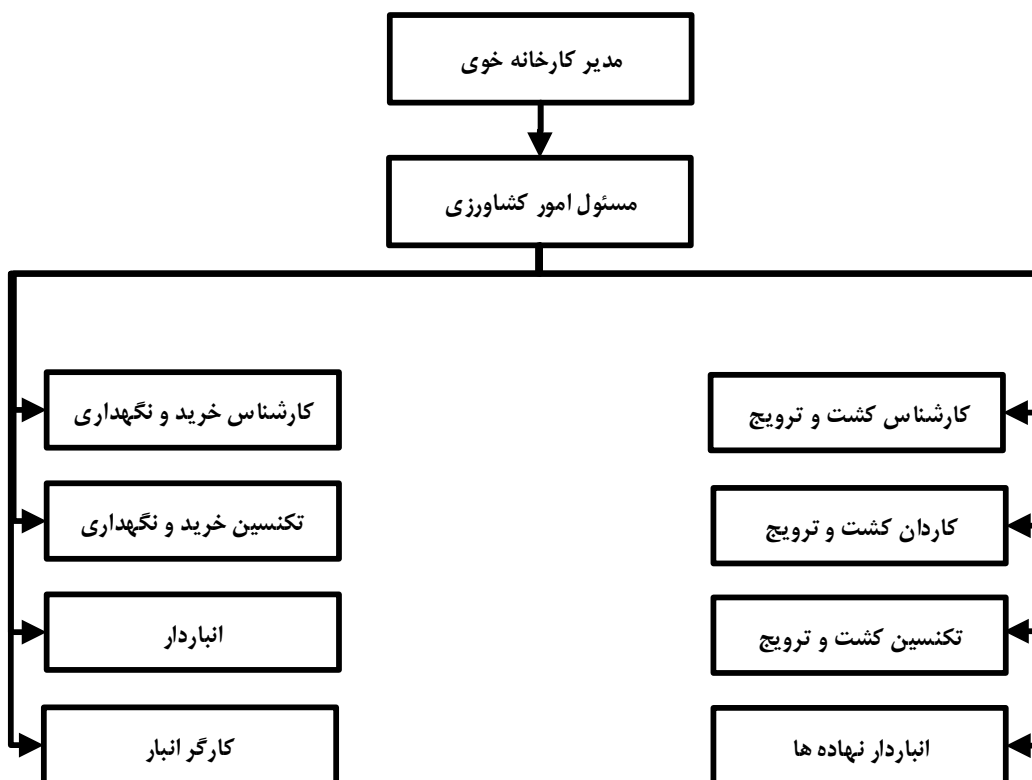 مدیر کارخانه خوی
مسئول امور کشاورزی
کارشناس کشت و ترویج
کارشناس خرید و نگهداری
کاردان کشت و ترویج
تکنسین خرید و نگهداری
تکنسین کشت و ترویج
انباردار
انباردار نهاده ها
کارگر انبار